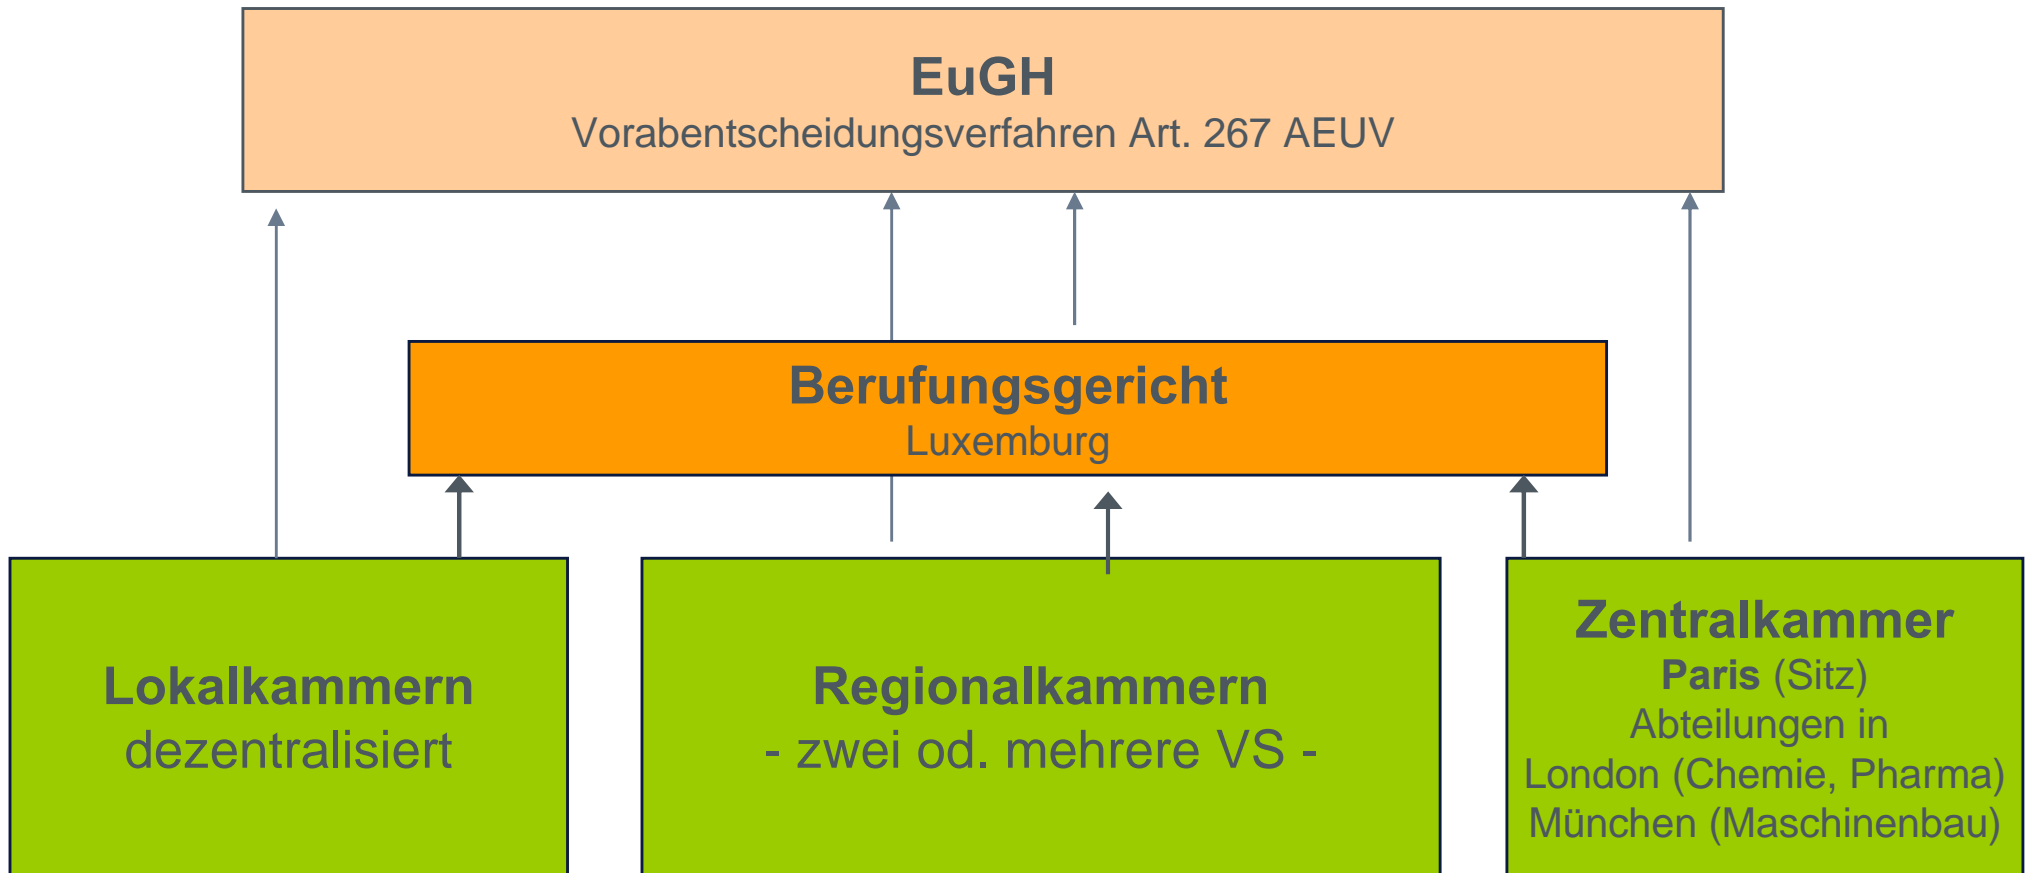 EuGH
Vorabentscheidungsverfahren Art. 267 AEUV
Berufungsgericht
Luxemburg
Lokalkammern
dezentralisiert
Regionalkammern
- zwei od. mehrere VS -
Zentralkammer
Paris (Sitz)
Abteilungen in
London (Chemie, Pharma)
München (Maschinenbau)